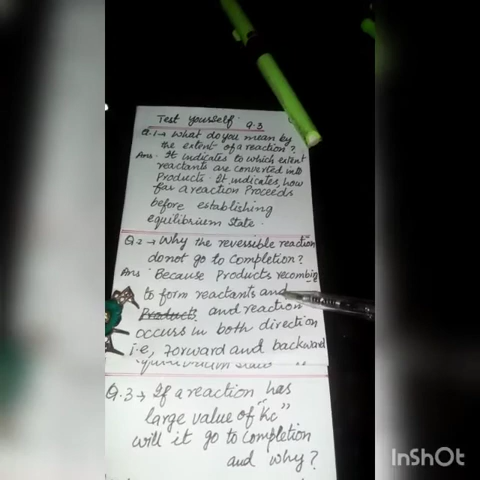 Test yourself 9.3
Q.1→ What do you mean by
the extent of a reaction?
Ans. It indicates to which extent
reactants are converted into
Products It indicates, how
far a reaction Proceeds
before establishing
equilibrium state.
Q.2 → Why the reversible reaction
donot go to completion?
Ans Because Products recombine
to form reactants and
Products and reaction
occurs in both direction
i.e, Forward and backward
equilibrium state
Q.3 → If a reaction has
large value of "Kc"
will it go to completion
and why?
InShOt